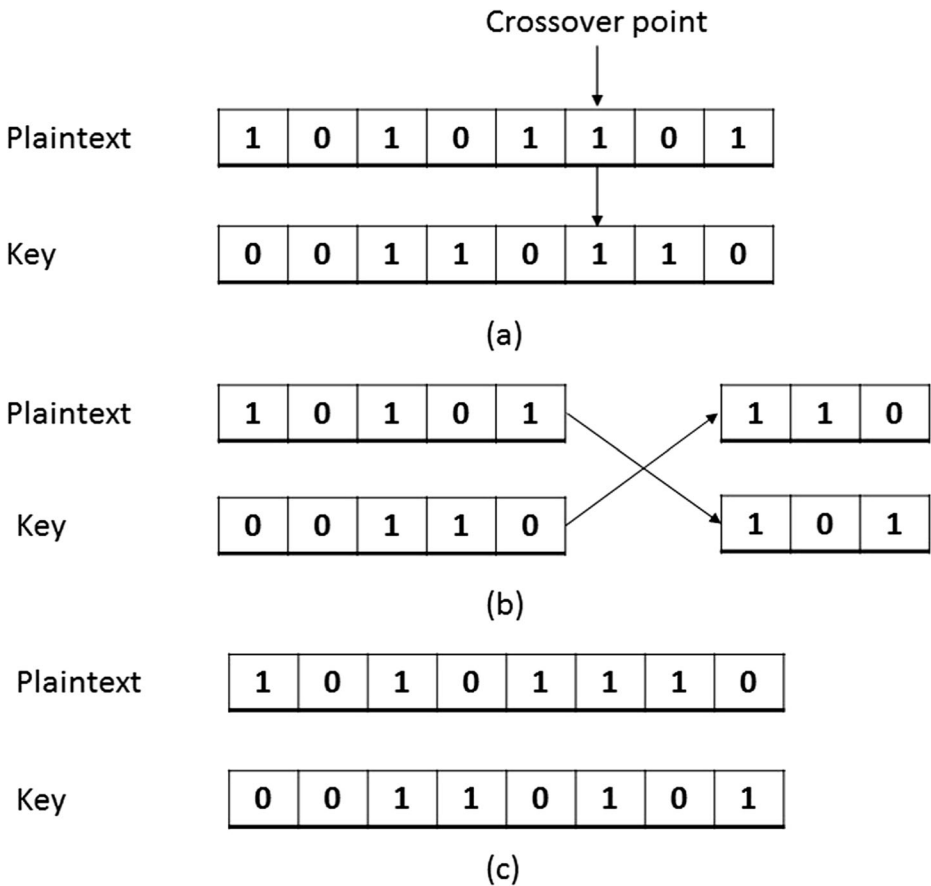 Crossover point
Plaintext 1 0 1 0 1 1 0 1
Key 0 0 1 1 0 1 1 0
(a)
Plaintext 1 0 1 0 1 1 1 0
Key 0 0 1 1 0 1 0 1
(b)
Plaintext 1 0 1 0 1 1 1 0
Key 0 0 1 1 0 1 0 1
(c)